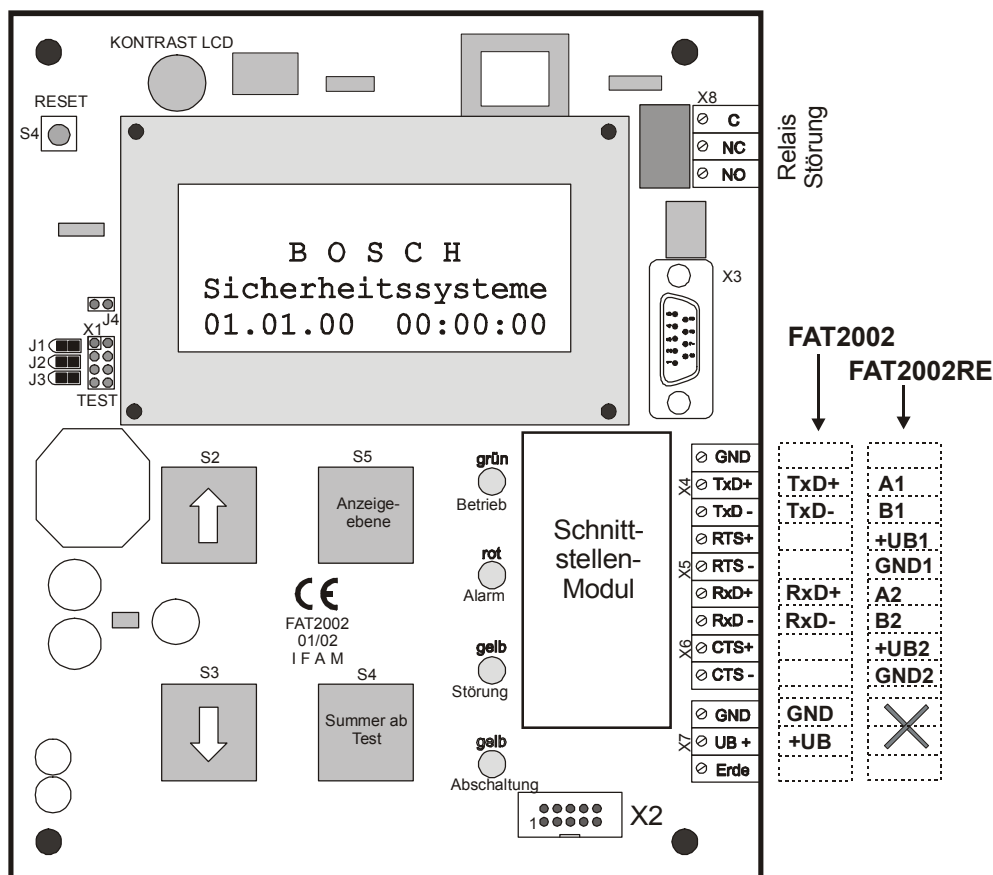 KONTRAST LCD
RESET
S4
X8
C
NC
NO
Relais
Störung
B O S C H
Sicherheitssysteme
01.01.00 00:00:00
X3
J4
X1
J1
J2
J3
TEST
FAT2002
FAT2002RE
S2
S5
Anzeige-
ebene
grün
Betrieb
rot
Alarm
gelb
Störung
gelb
Abschaltung
Schnitt-
stellen-
Modul
CE
FAT2002
01/02
I F A M
S3
S4
Summer ab
Test
X4
X5
X6
X7
GND
TxD+ TxD+ A1
TxD - TxD- B1
RTS+ +UB1
RTS - GND1
RxD+ RxD+ A2
RxD - RxD- B2
CTS+ +UB2
CTS - GND2
GND GND
UB + +UB
Erde
1
X2